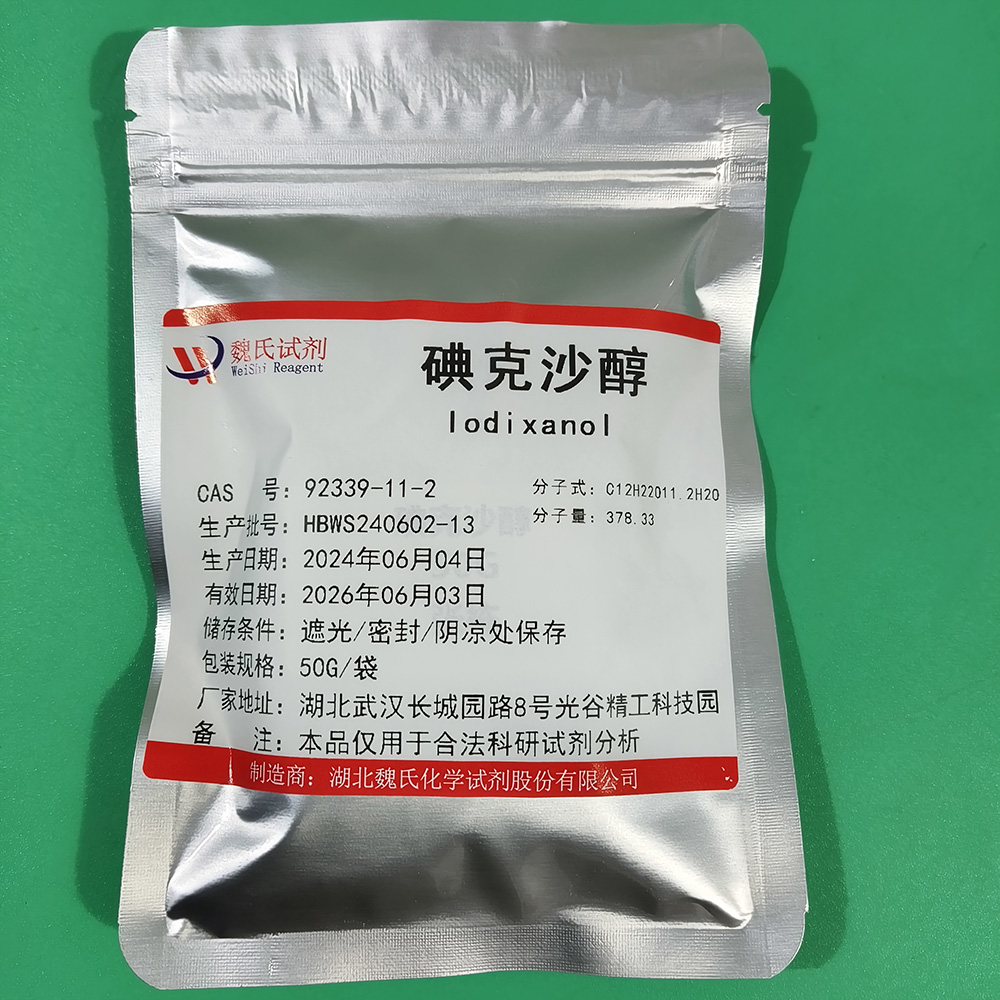 魏氏试剂
WeiShi Reagent
碘克沙醇
Iodixanol
CAS 号：92339-11-2
分子式：C12H22O11.2H2O
生产批号：HBWS240602-13
分子量：378.33
生产日期：2024年06月04日
有效日期：2026年06月03日
储存条件：遮光/密封/阴凉处保存
包装规格：50G/袋
厂家地址：湖北武汉长城园路8号光谷精工科技园
备 注：本品仅用于合法科研试剂分析
制造商：湖北魏氏化学试剂股份有限公司